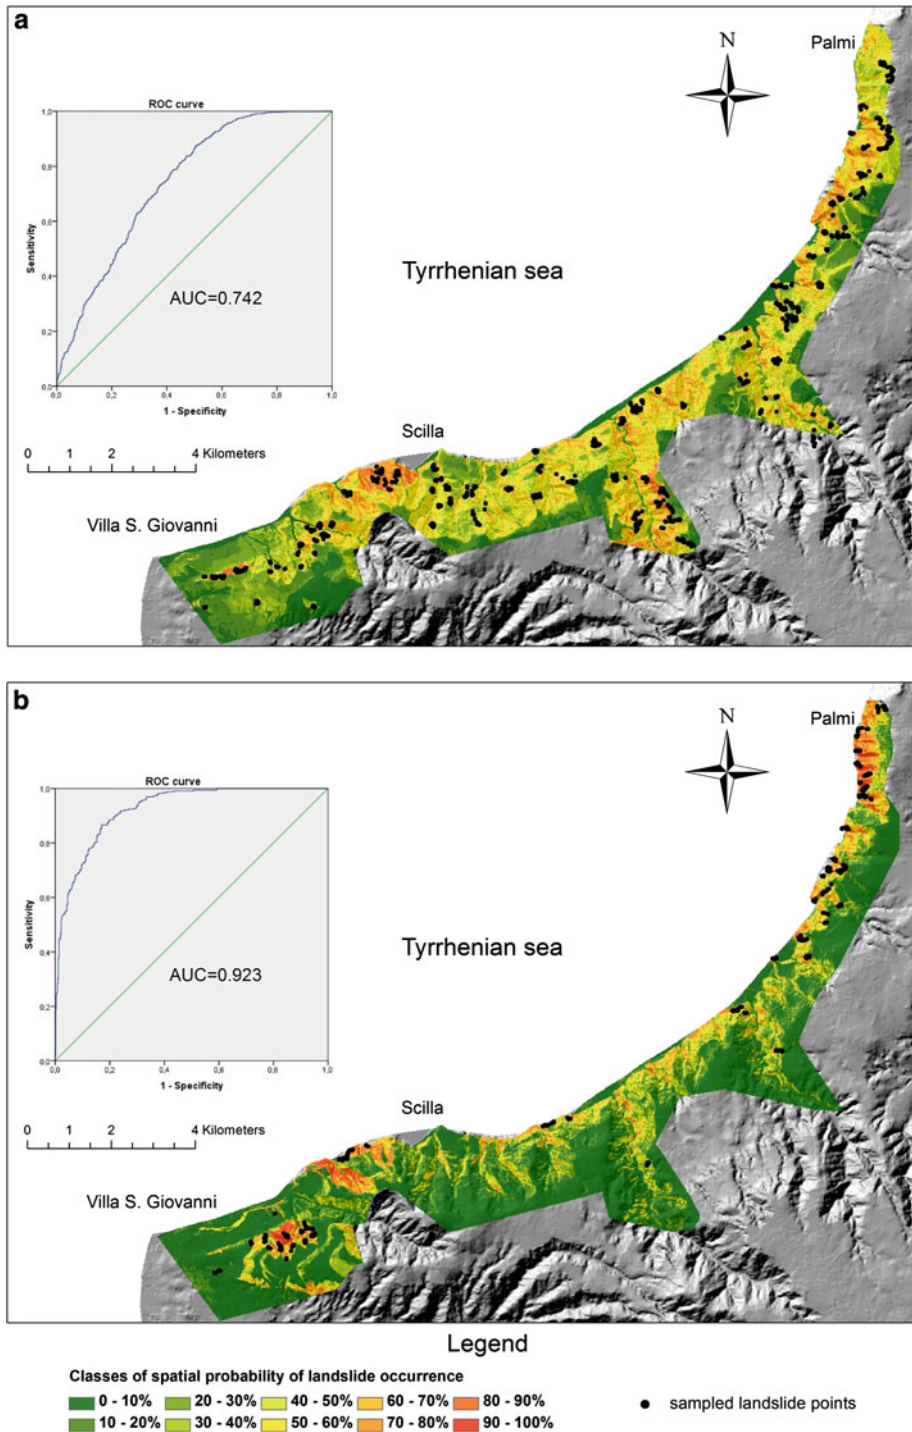 a
Palmi
N
ROC curve
1,0
0,8
0,6
0,4
0,2
0,0
Sensitivity
AUC=0.742
0,0 0,2 0,4 0,6 0,8 1,0
1 - Specificity
Tyrrhenian sea
0 1 2 4 Kilometers
Scilla
Villa S. Giovanni
b
Palmi
N
ROC curve
1,0
0,8
0,6
0,4
0,2
0,0
Sensitivity
AUC=0.923
0,0 0,2 0,4 0,6 0,8 1,0
1 - Specificity
Tyrrhenian sea
0 1 2 4 Kilometers
Scilla
Villa S. Giovanni
Legend
Classes of spatial probability of landslide occurrence
0 - 10% 20 - 30% 40 - 50% 60 - 70% 80 - 90%
10 - 20% 30 - 40% 50 - 60% 70 - 80% 90 - 100%
sampled landslide points